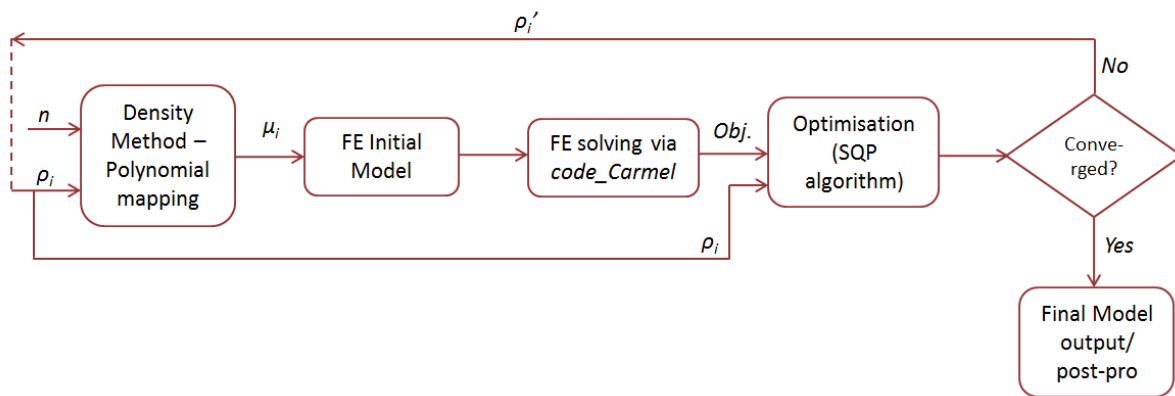 ρi’
No
n
Density
Method –
Polynomial
mapping
μi
FE Initial
Model
FE solving via
code_Carmel
Obj.
Optimisation
(SQP
algorithm)
Conve-
rged?
ρi
ρi
Yes
Final Model
output/
post-pro